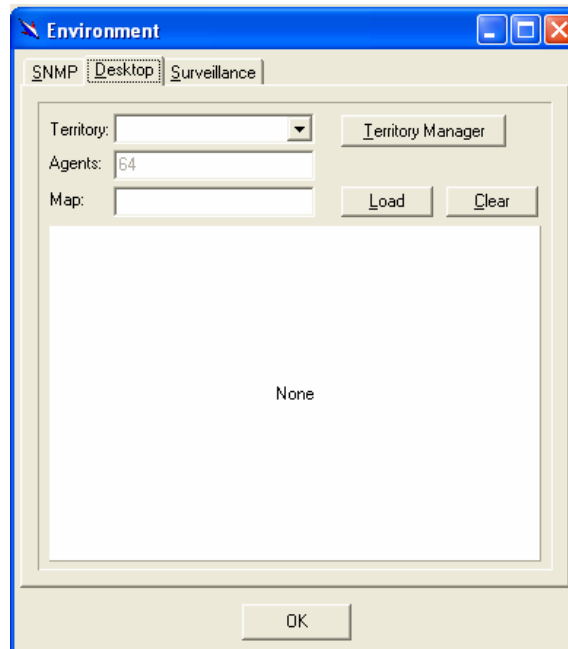 Environment
SNMP Desktop Surveillance
Territory: Territory Manager
Agents: 64
Map: Load Clear
None
OK